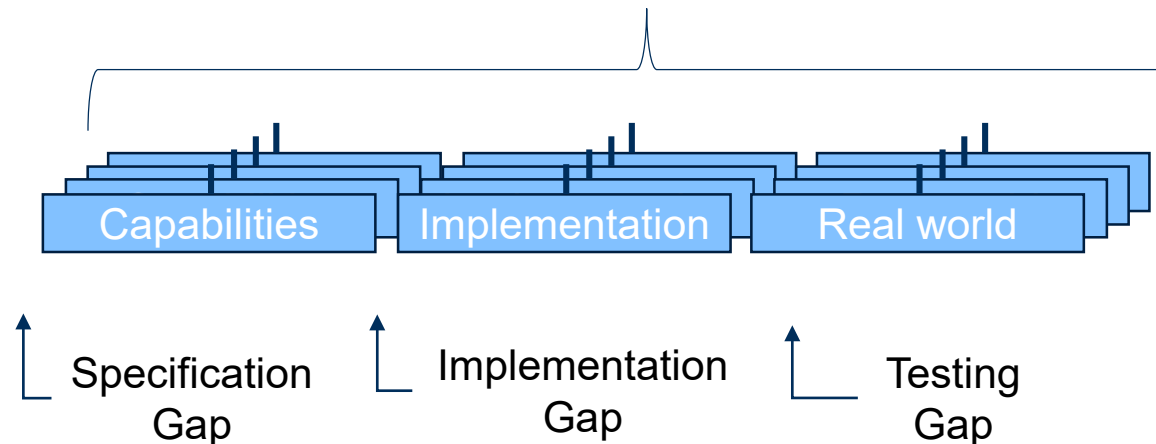 Capabilities
Implementation
Real world
Specification
Gap
Implementation
Gap
Testing
Gap